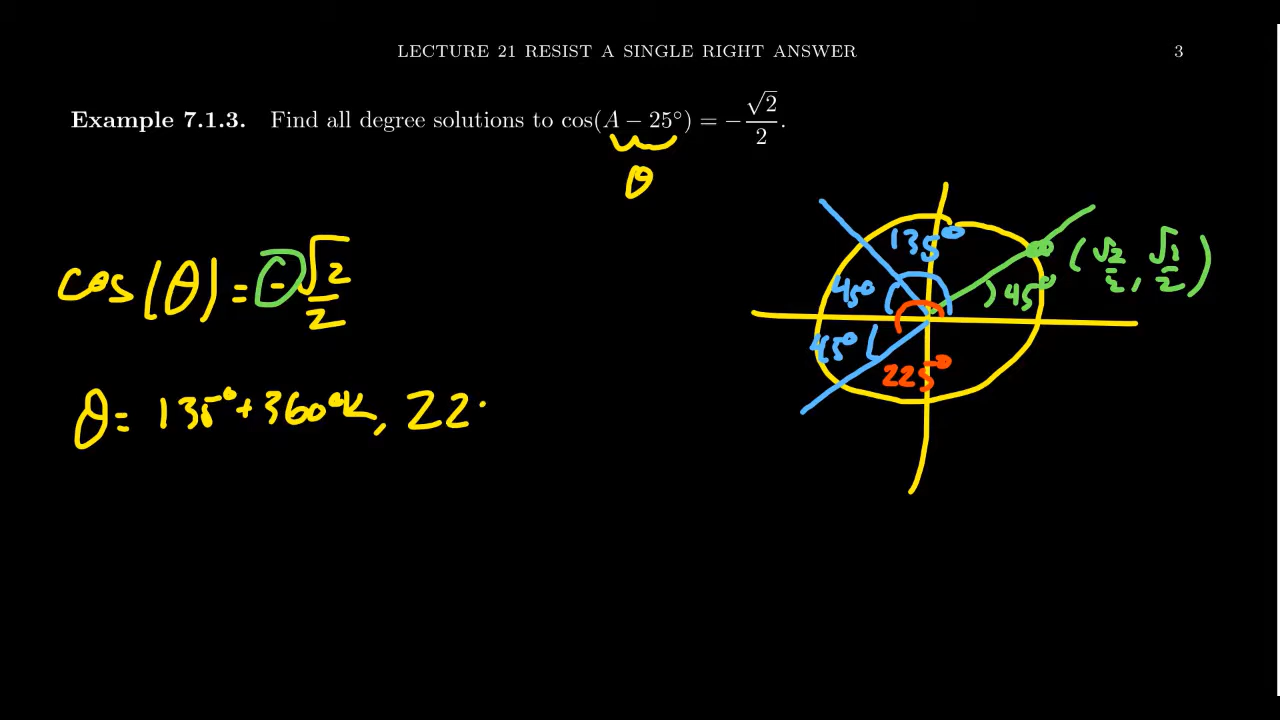 LECTURE 21 RESIST A SINGLE RIGHT ANSWER 3
Example 7.1.3. Find all degree solutions to cos(A − 25°) = −√2/2.
θ
cos(θ) = −√2/2
θ = 135° + 360°k, 22
135°
45°
45°
225°
45°
(√2/2, √2/2)